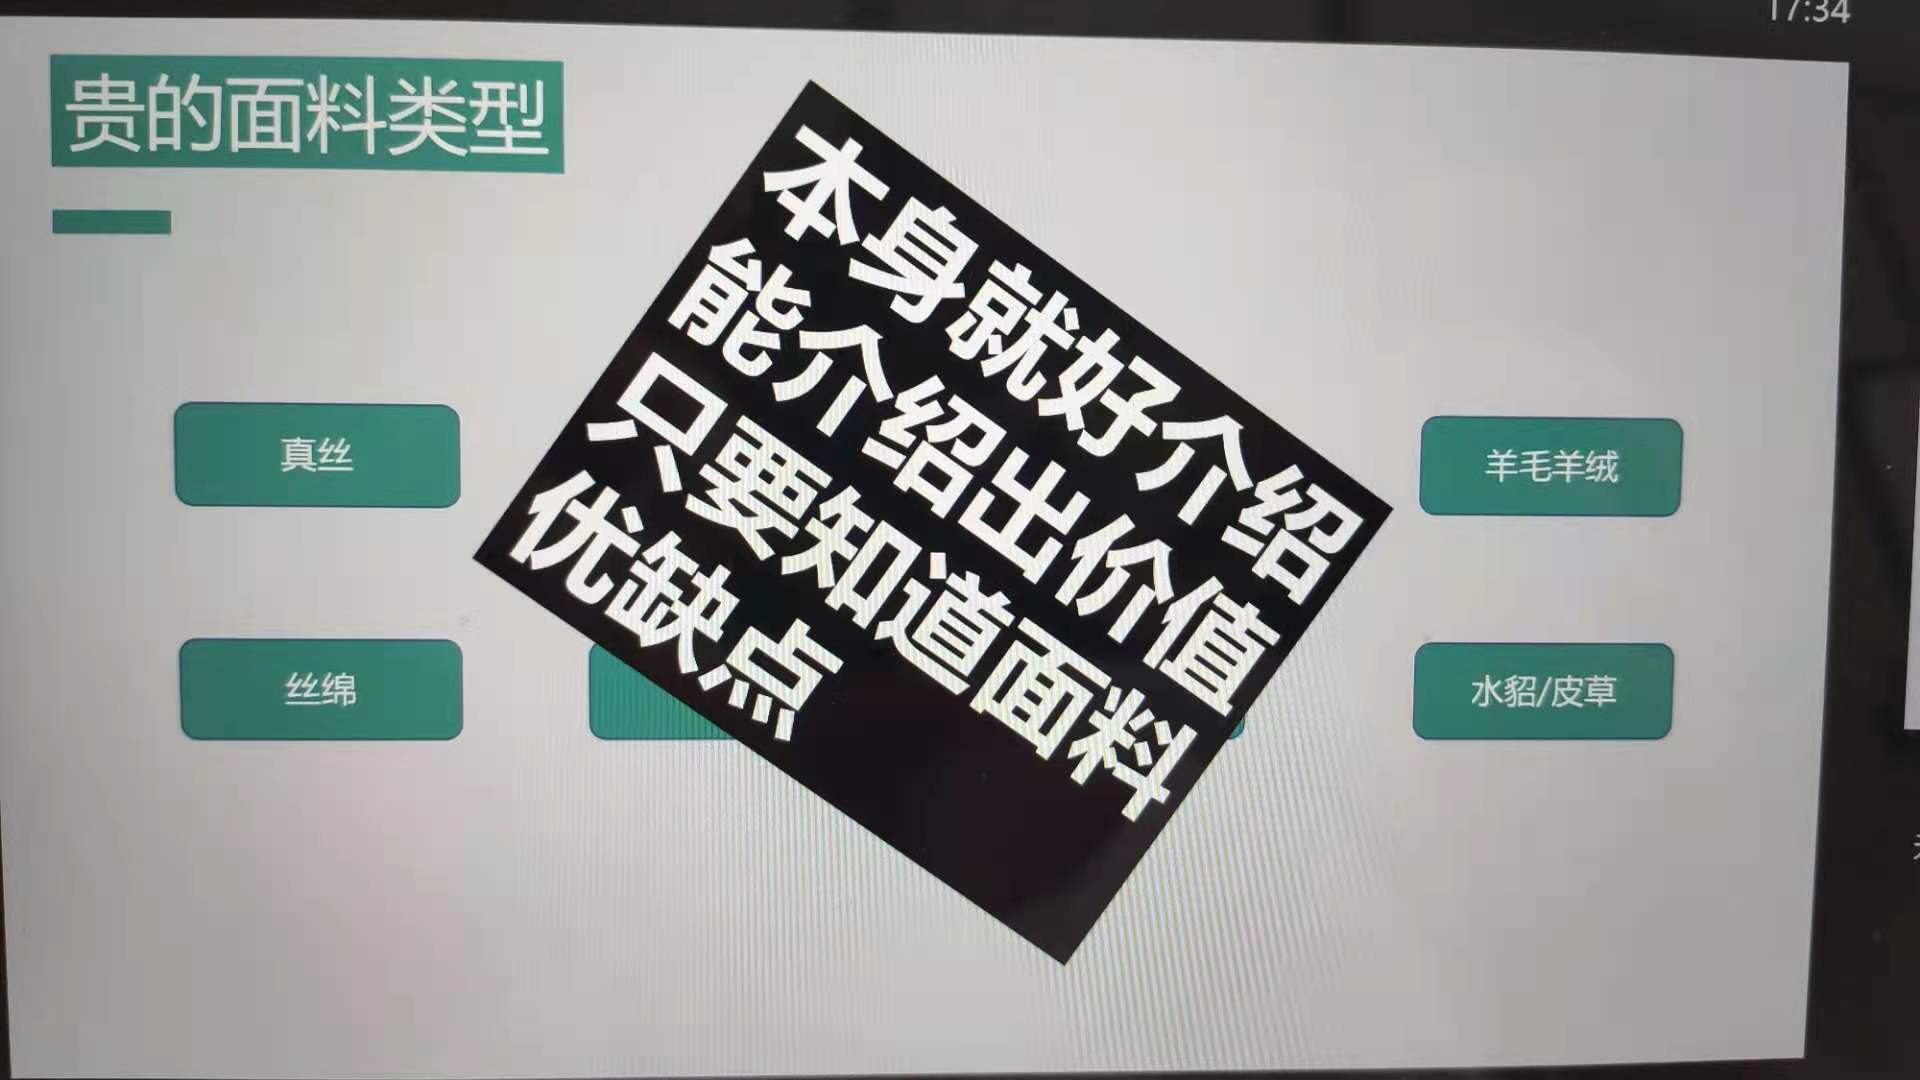 17:34
贵的面料类型
本身就好介绍
能介绍出价值
只要知道面料
优缺点
真丝
羊毛羊绒
丝绵
水貂/皮草